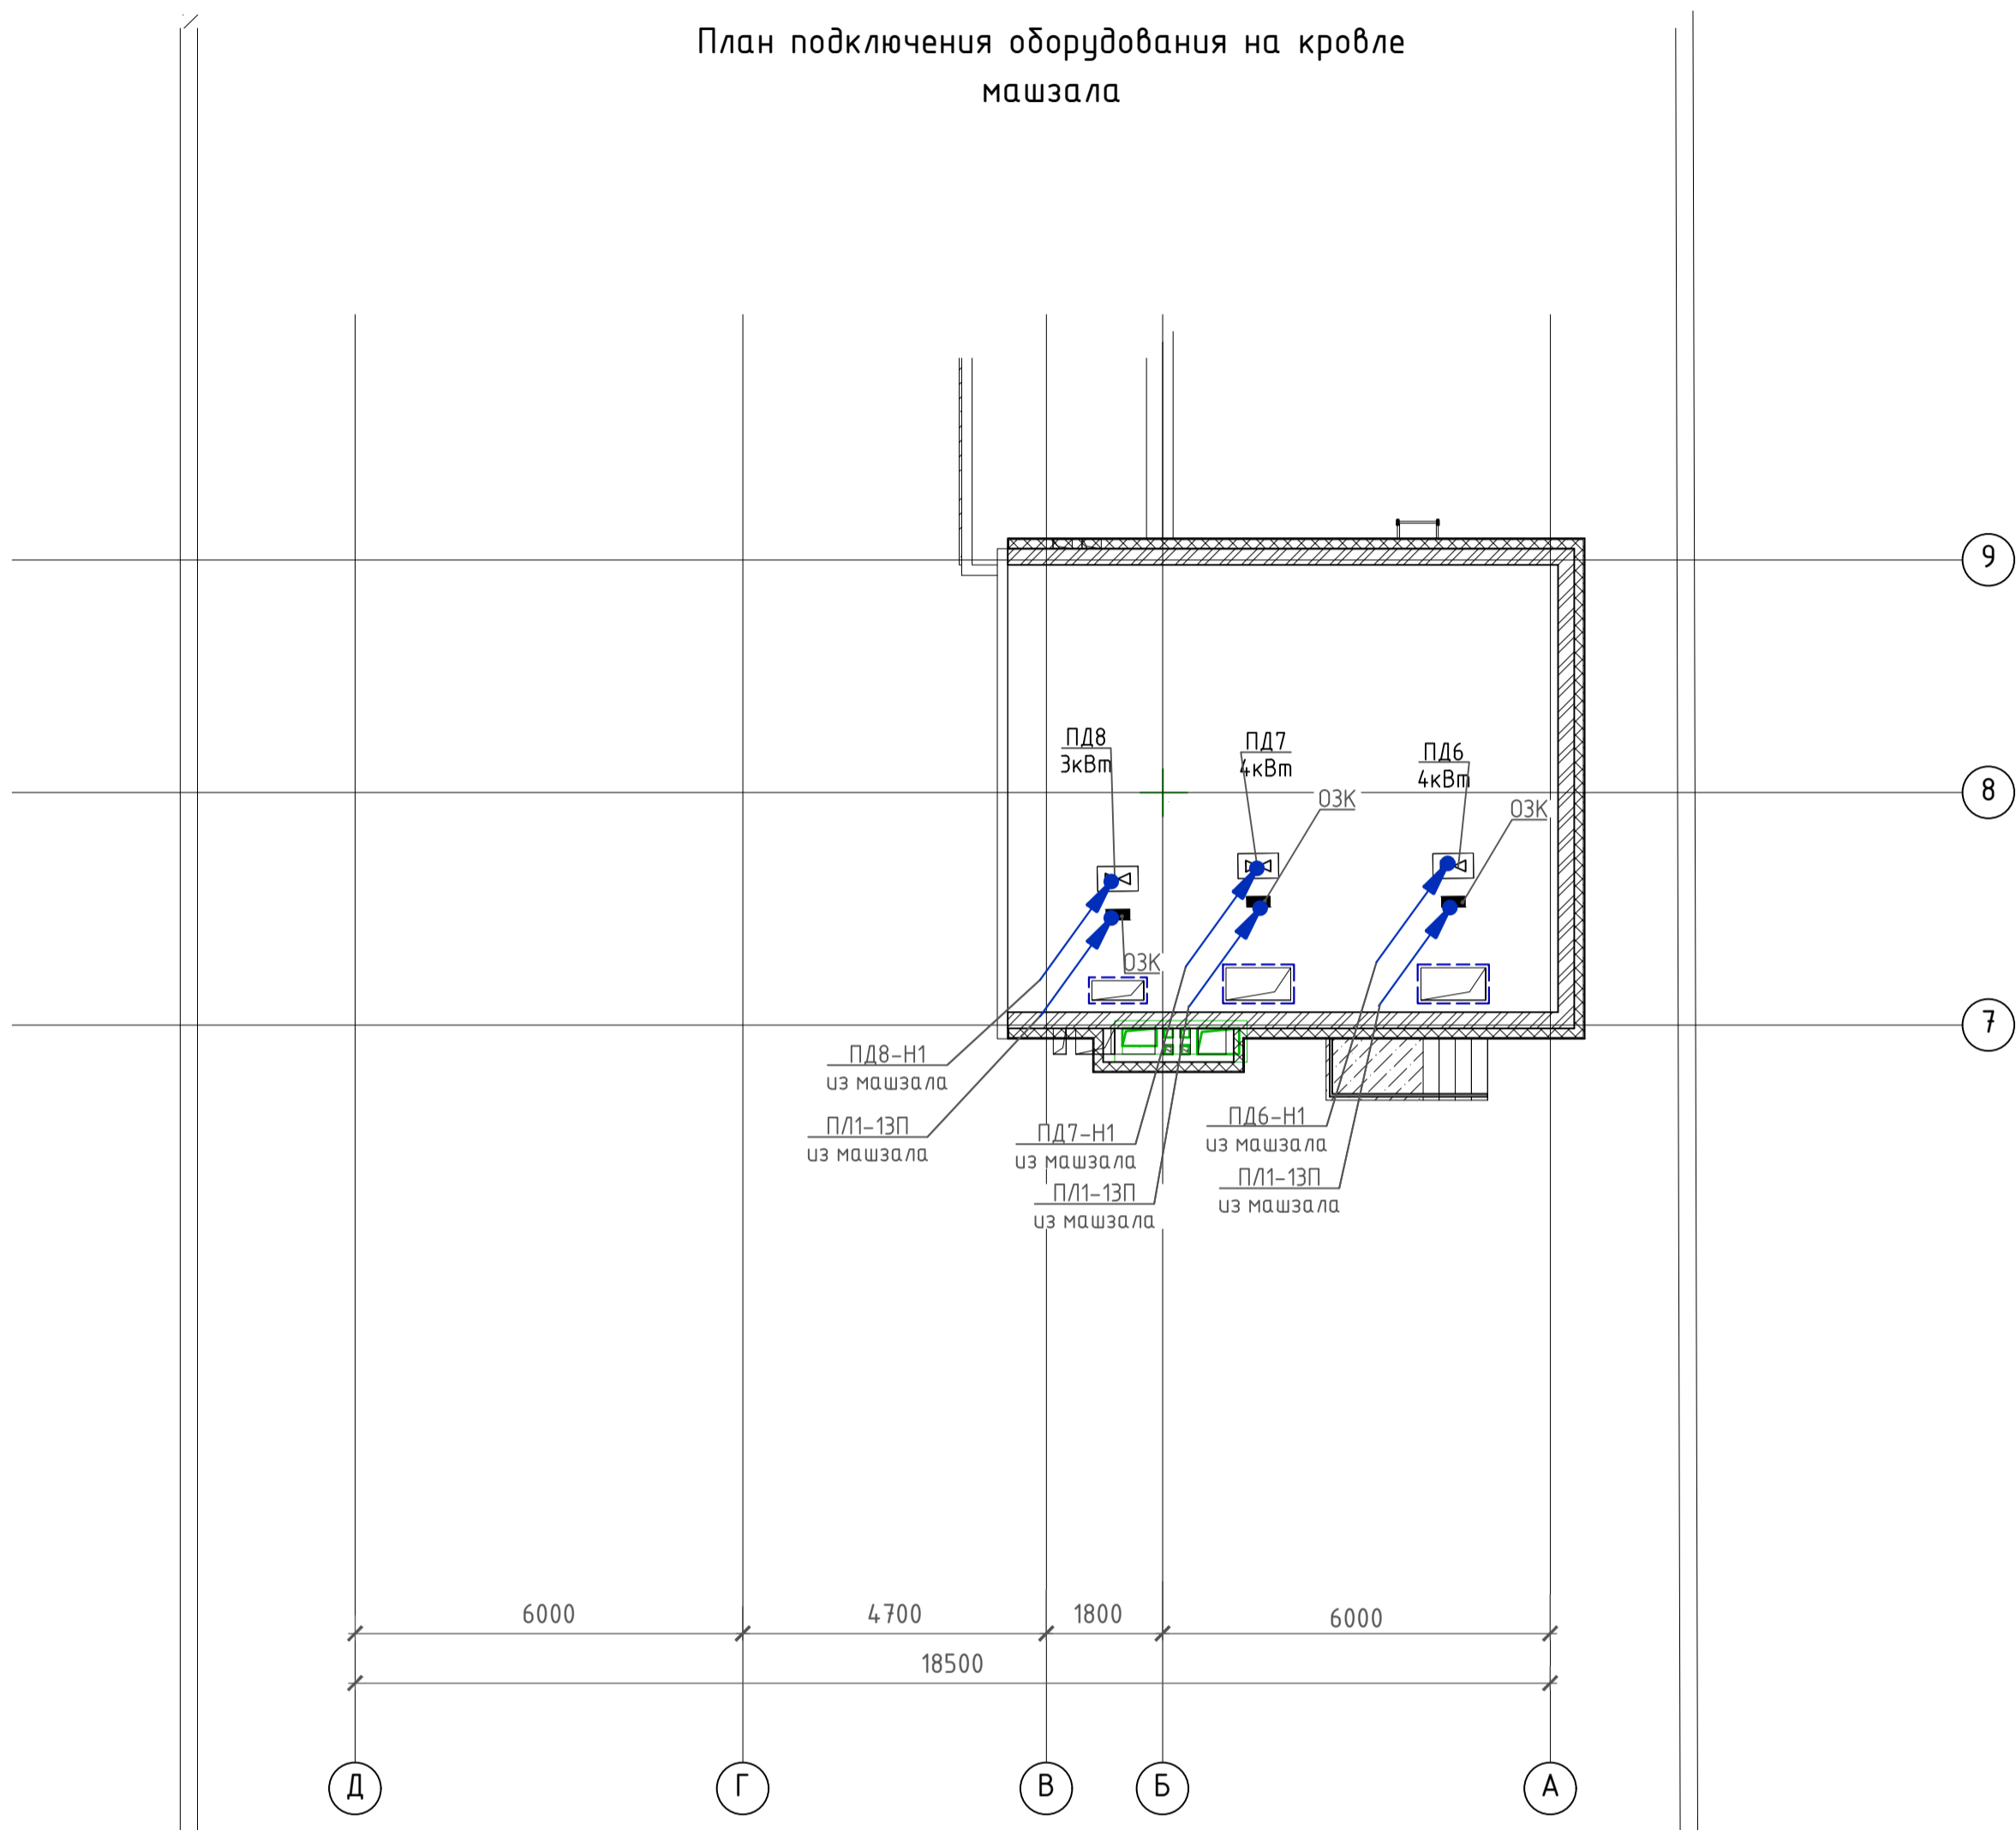 План подключения оборудования на кровле
машзала
9
ПД8
3кВт
ПД7
4кВт
ПД6
4кВт
8
ОЗК
ОЗК
ОЗК
7
ПД8-Н1
из машзала
ПЛ1-13П
из машзала
ПД7-Н1
из машзала
ПЛ1-13П
из машзала
ПД6-Н1
из машзала
ПЛ1-13П
из машзала
6000
4700
1800
6000
18500
Д
Г
В
Б
А